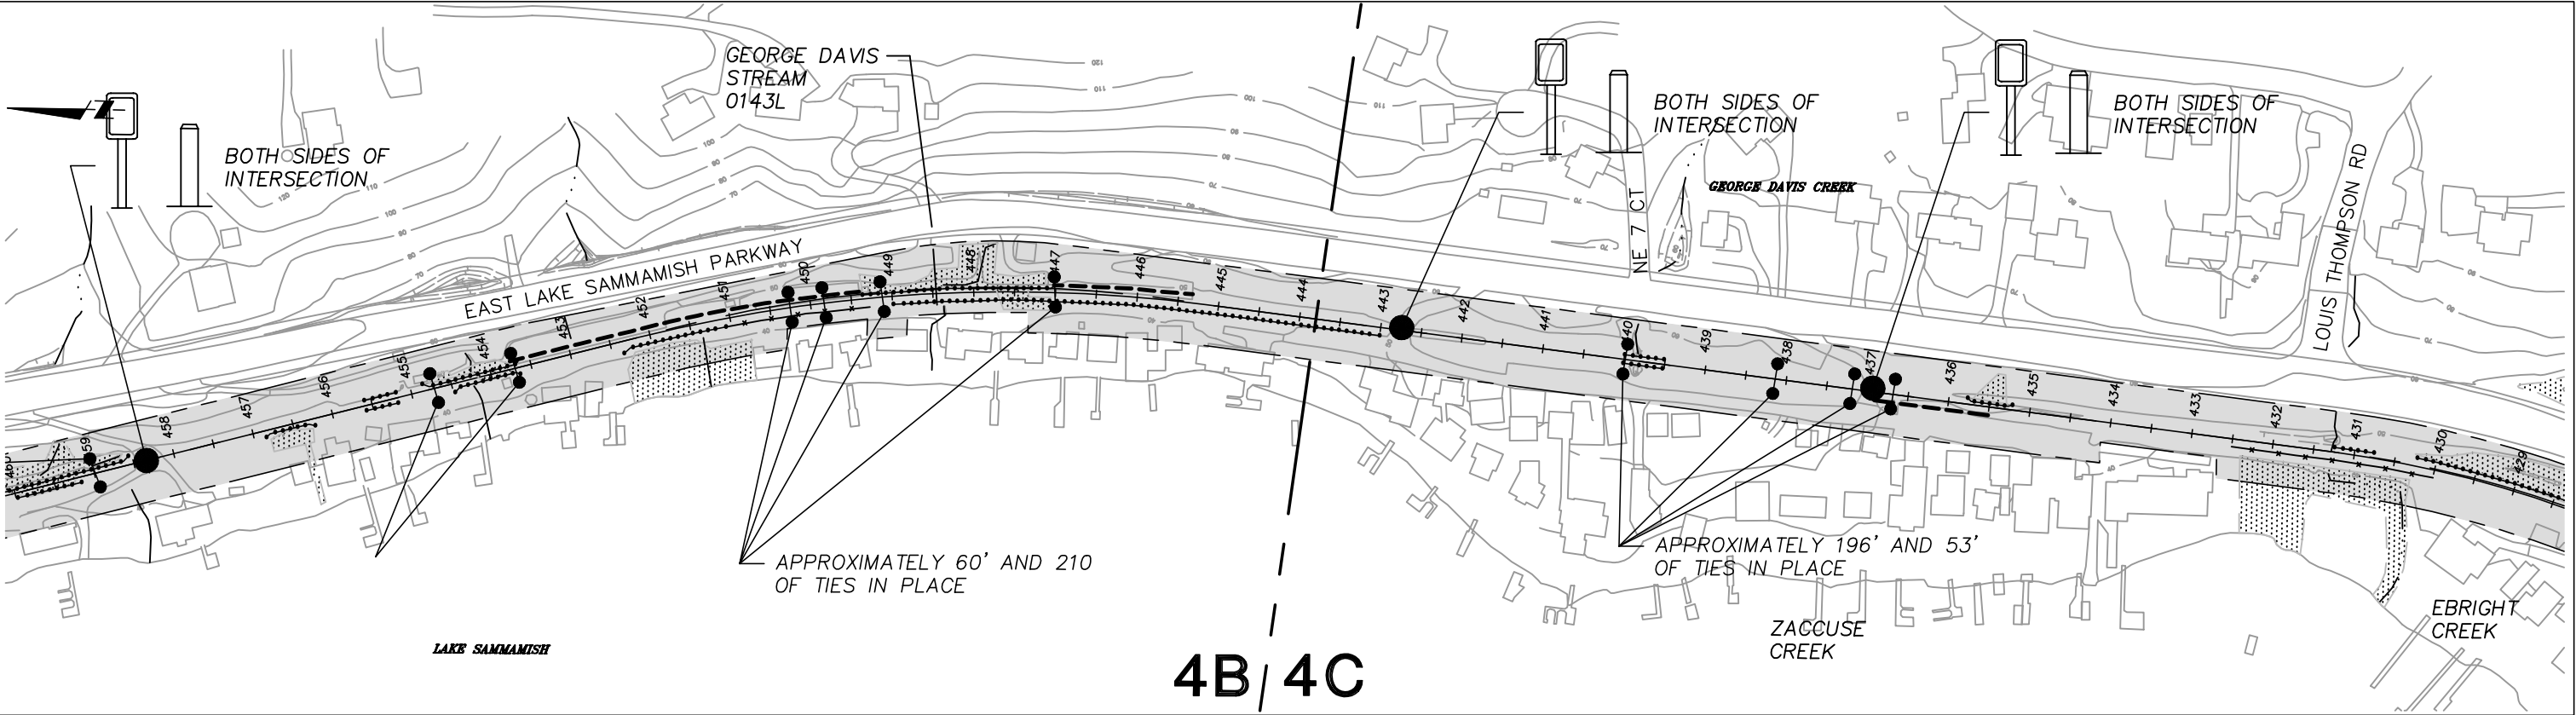 GEORGE DAVIS
STREAM
0143L
BOTH SIDES OF
INTERSECTION
BOTH SIDES OF
INTERSECTION
BOTH SIDES OF
INTERSECTION
GEORGE DAVIS CREEK
NE 7 CT
LOUIS THOMPSON RD
EAST LAKE SAMMAMISH PARKWAY
459
458
457
456
455
454
453
452
451
450
449
448
447
446
445
444
443
442
441
440
439
438
437
436
435
434
433
432
431
430
429
APPROXIMATELY 60' AND 210
OF TIES IN PLACE
APPROXIMATELY 196' AND 53'
OF TIES IN PLACE
LAKE SAMMAMISH
ZACCUSE
CREEK
EBRIGHT
CREEK
4B/4C